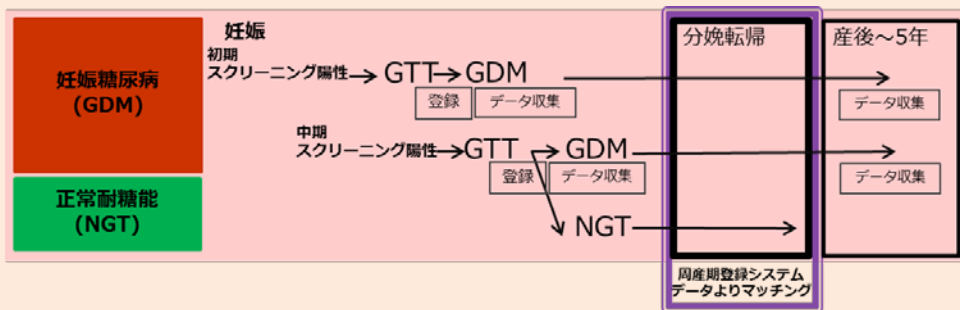 妊娠糖尿病
(GDM)
正常耐糖能
(NGT)
妊娠
初期
スクリーニング陽性
GTT
GDM
登録
データ収集
中期
スクリーニング陽性
GTT
GDM
登録
データ収集
NGT
分娩転帰
周産期登録システム
データよりマッチング
産後～5年
データ収集
データ収集